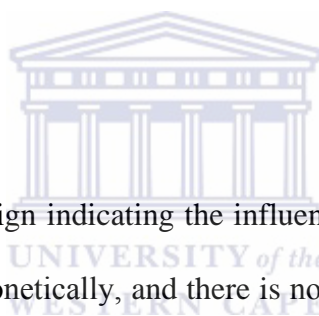 ign indicating the influen
UNIVERSITY of the
onetically, and there is no
WESTERN CAPE